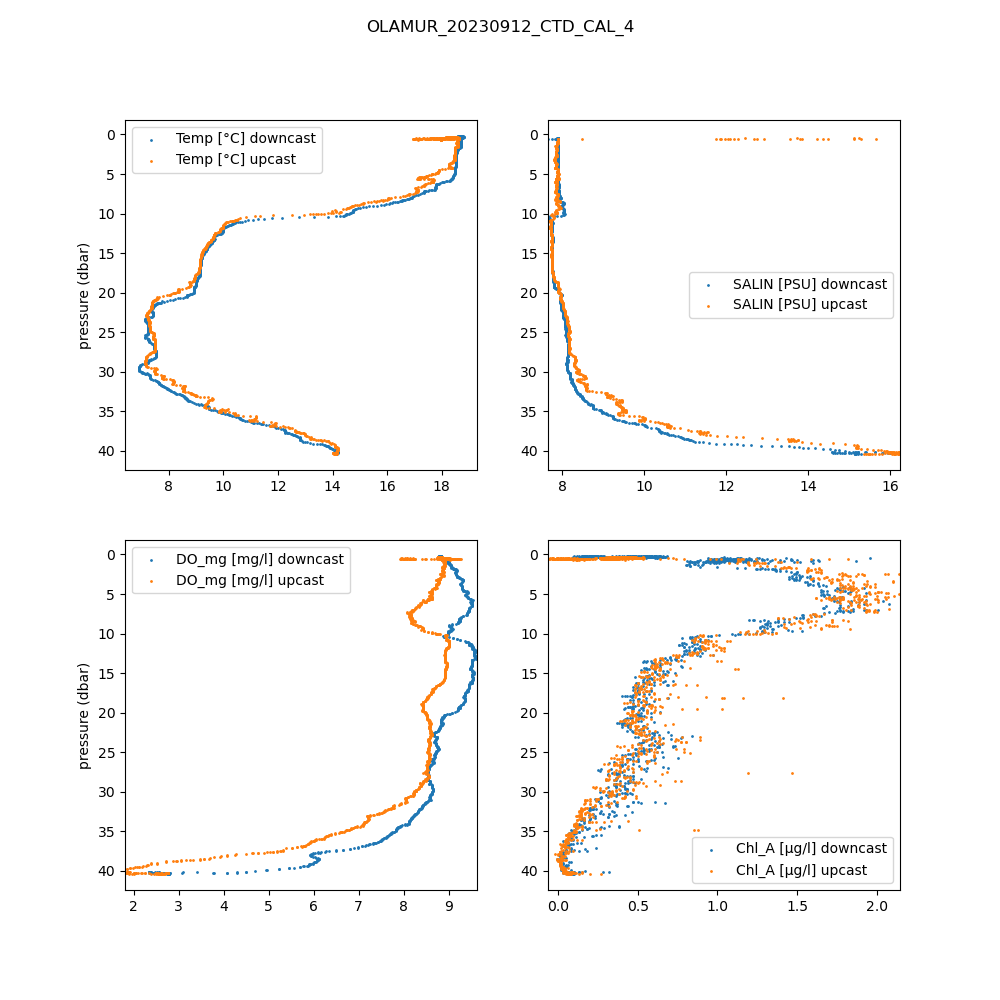 OLAMUR_20230912_CTD_CAL_4
Temp [°C] downcast
Temp [°C] upcast
0
5
10
15
20
25
30
35
40
pressure (dbar)
8 10 12 14 16 18
SALIN [PSU] downcast
SALIN [PSU] upcast
0
5
10
15
20
25
30
35
40
8 10 12 14 16
DO_mg [mg/l] downcast
DO_mg [mg/l] upcast
0
5
10
15
20
25
30
35
40
pressure (dbar)
2 3 4 5 6 7 8 9
0
5
10
15
20
25
30
35
40
Chl_A [µg/l] downcast
Chl_A [µg/l] upcast
0.0 0.5 1.0 1.5 2.0